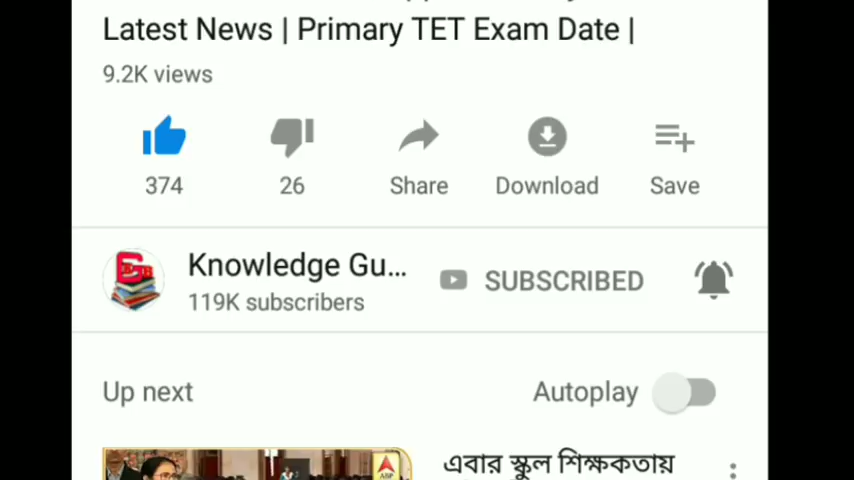 Latest News | Primary TET Exam Date |
9.2K views
374
26
Share
Download
Save
Knowledge Gu...
119K subscribers
SUBSCRIBED
Up next
Autoplay
এবার স্কুল শিক্ষকতায়
ABP